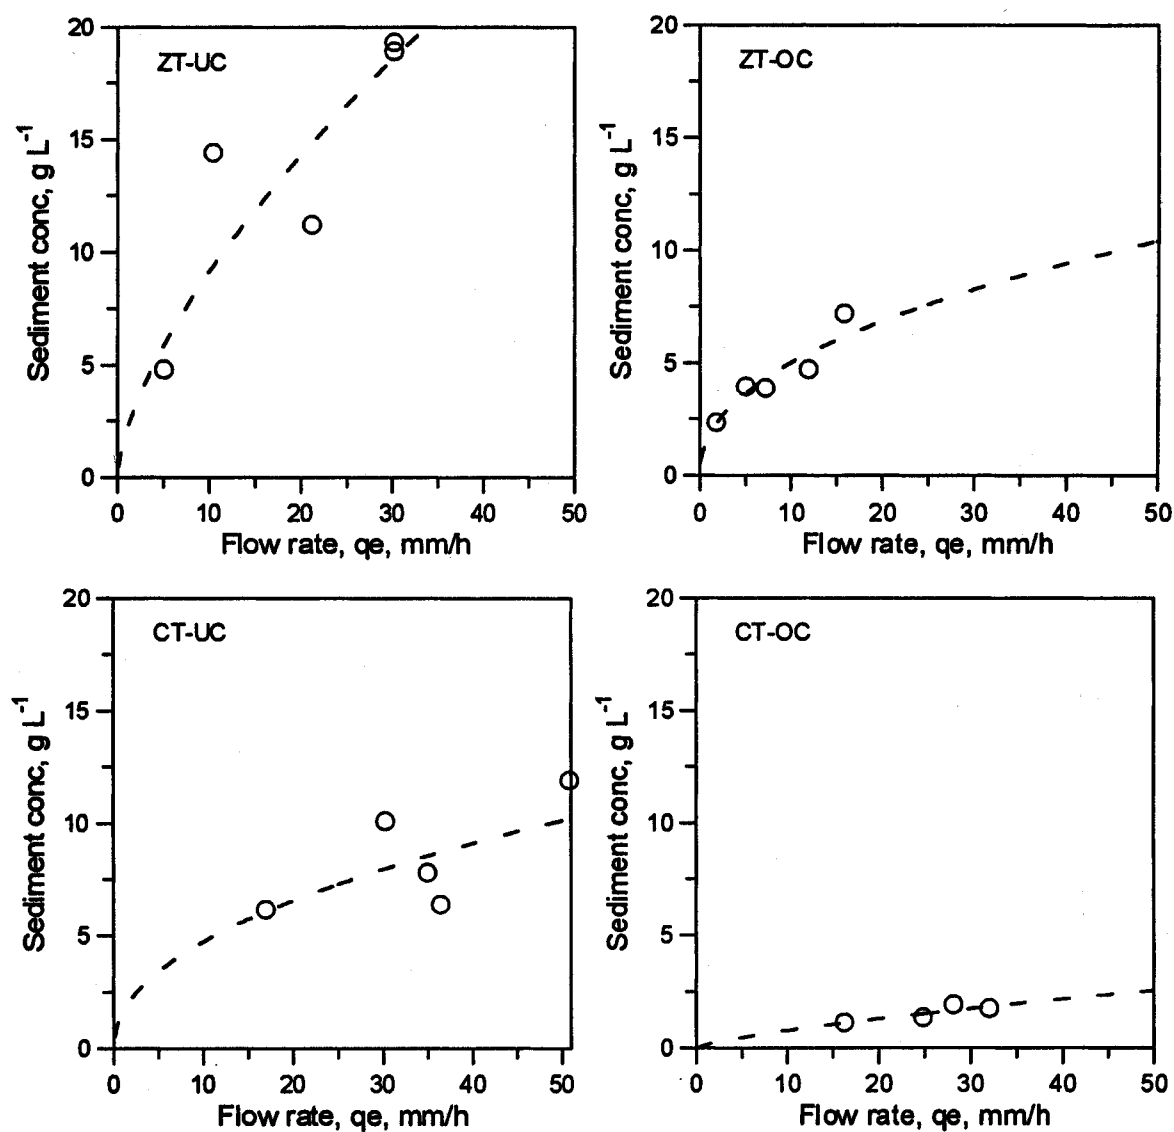 20
15
10
5
0
Sediment conc, g L⁻¹
ZT-UC
0 10 20 30 40 50
Flow rate, qe, mm/h
20
15
10
5
0
Sediment conc, g L⁻¹
ZT-OC
0 10 20 30 40 50
Flow rate, qe, mm/h
20
15
10
5
0
Sediment conc, g L⁻¹
CT-UC
0 10 20 30 40 50
Flow rate, qe, mm/h
20
15
10
5
0
Sediment conc, g L⁻¹
CT-OC
0 10 20 30 40 50
Flow rate, qe, mm/h